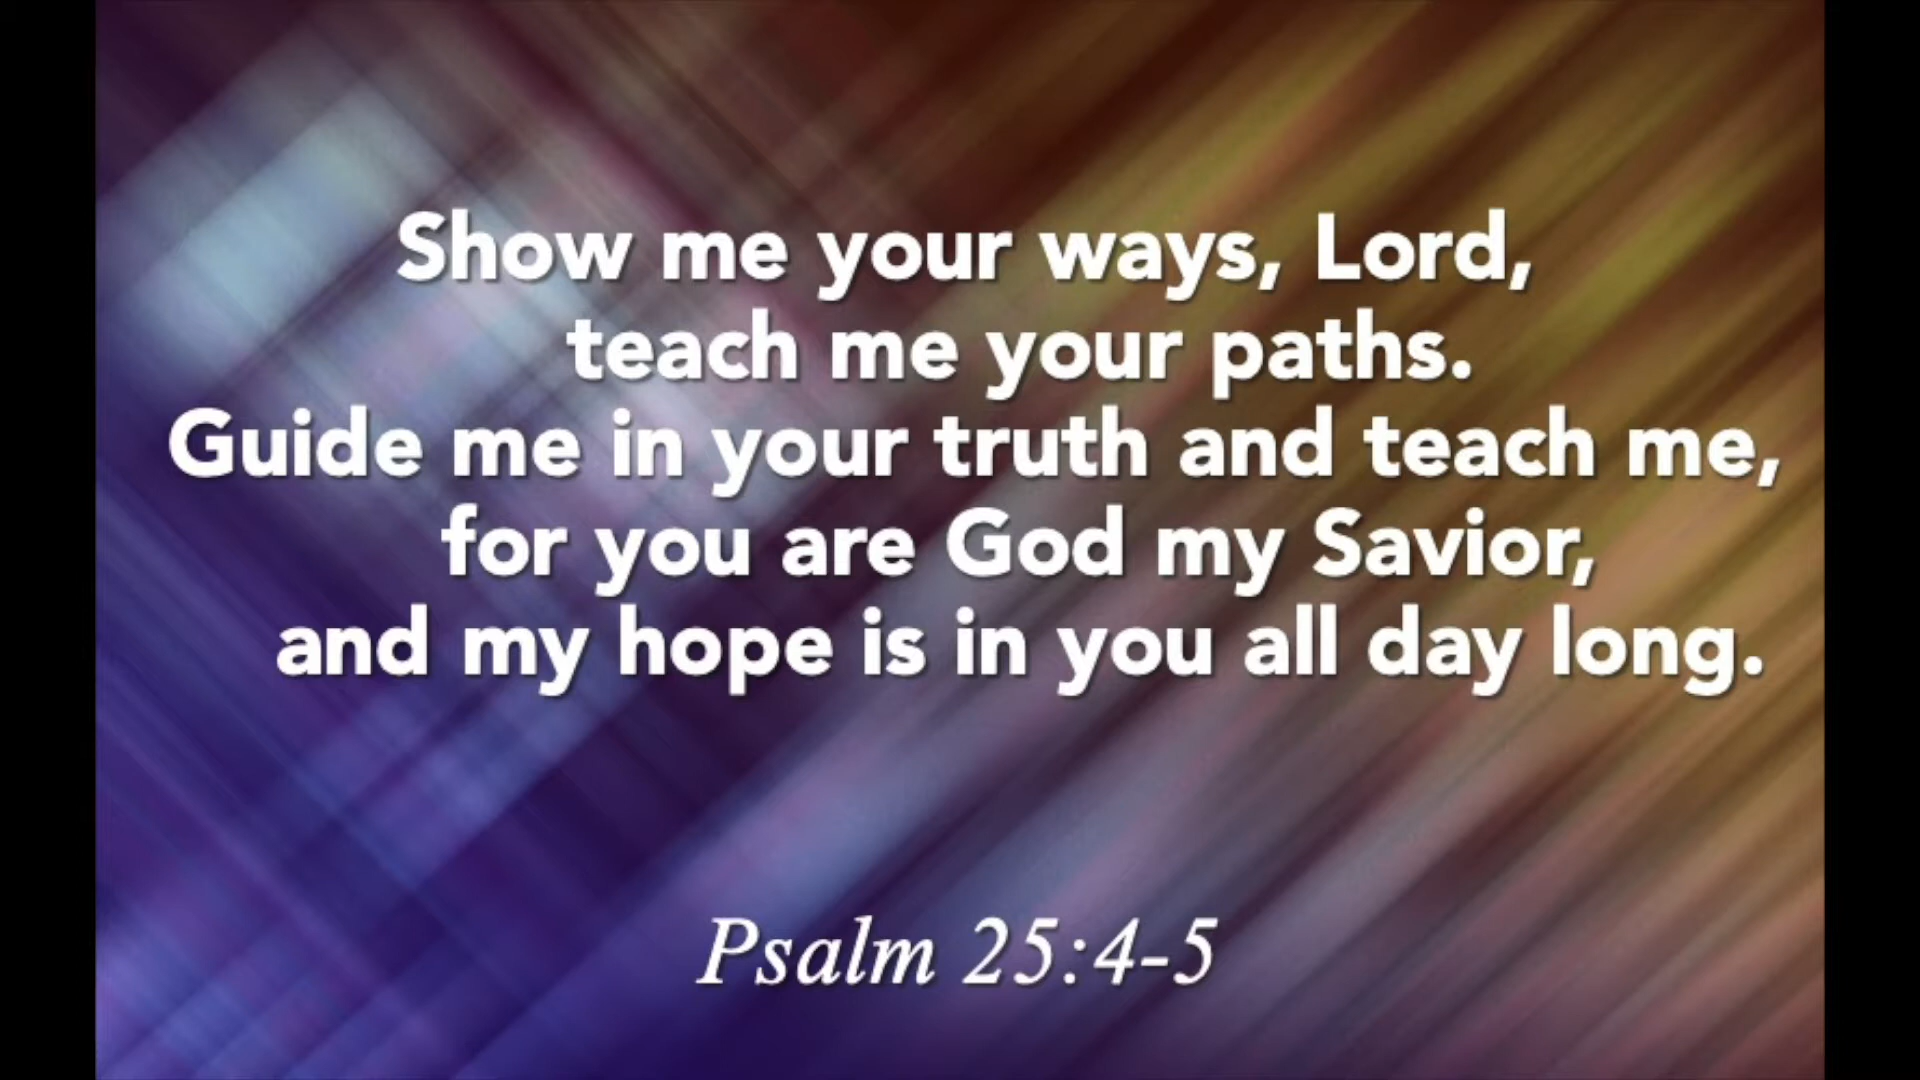 Show me your ways, Lord,
teach me your paths.
Guide me in your truth and teach me,
for you are God my Savior,
and my hope is in you all day long.
Psalm 25:4-5